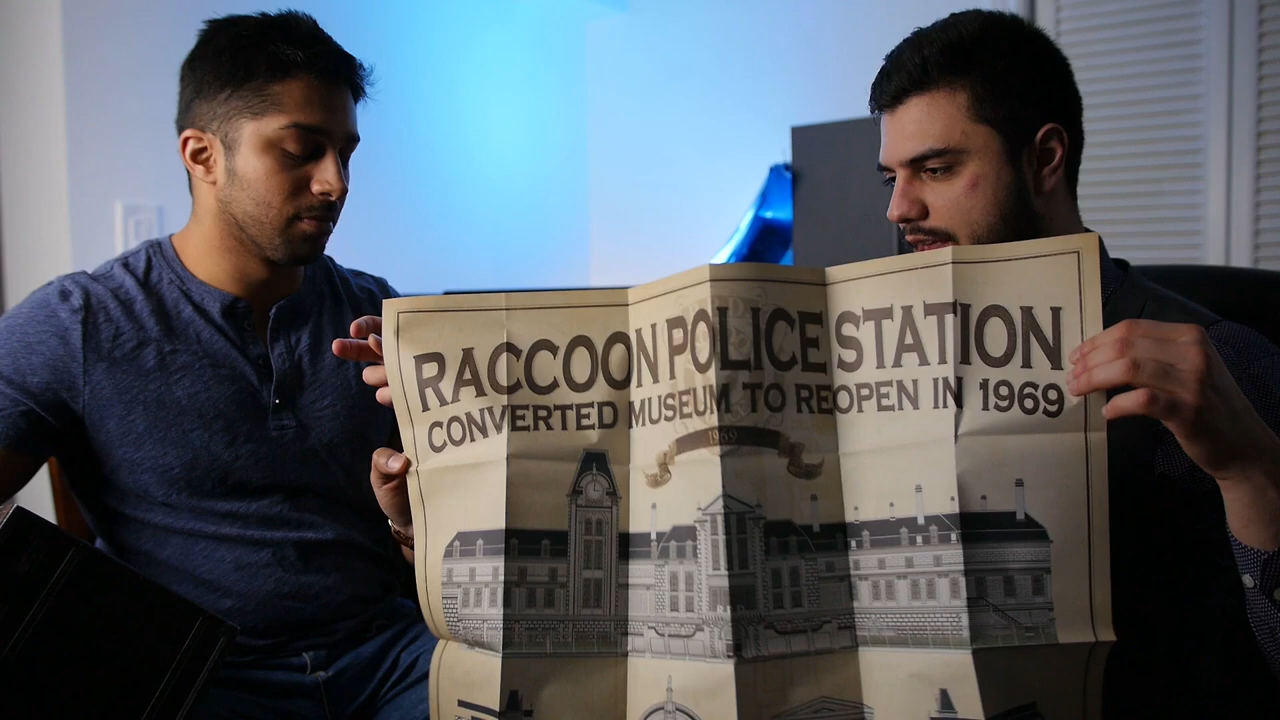 RACCOON POLICE STATION
CONVERTED MUSEUM TO REOPEN IN 1969
1969